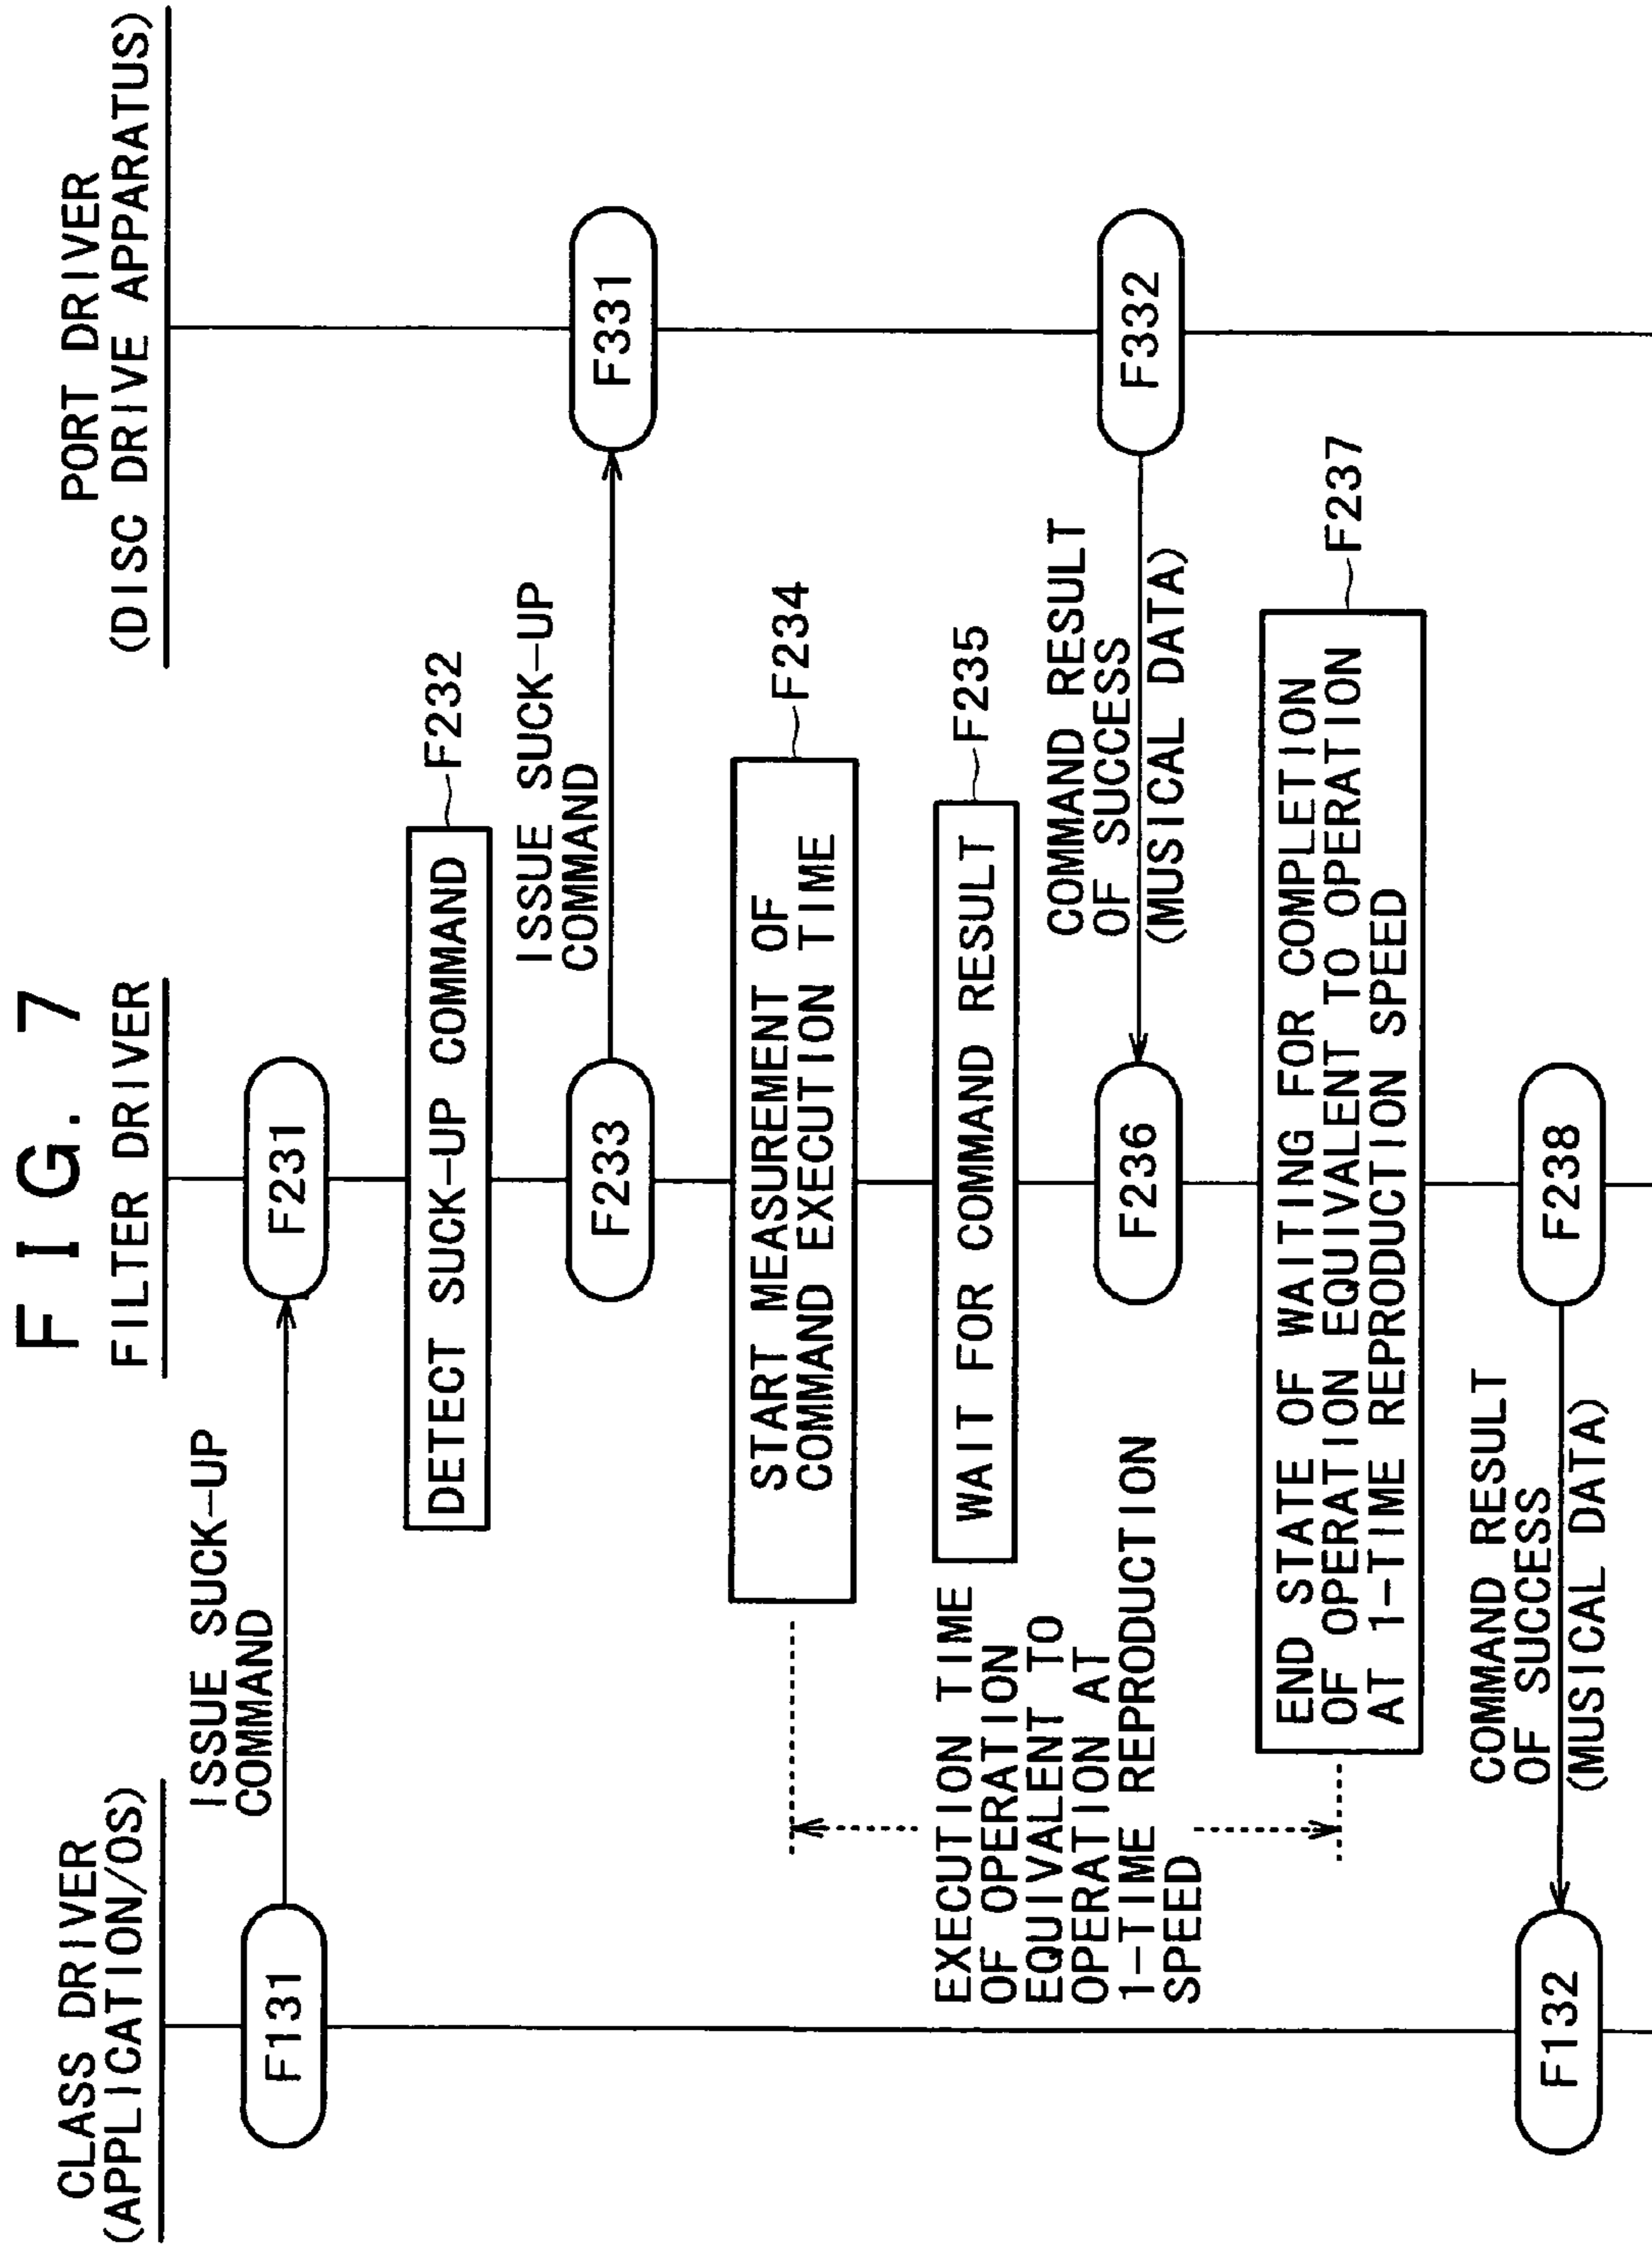 F I G. 7
CLASS DRIVER
(APPLICATION/OS)
FILTER DRIVER
PORT DRIVER
(DISC DRIVE APPARATUS)
ISSUE SUCK-UP
COMMAND
F131
F231
DETECT SUCK-UP COMMAND
F232
ISSUE SUCK-UP
COMMAND
F233
F331
START MEASUREMENT OF
COMMAND EXECUTION TIME
F234
WAIT FOR COMMAND RESULT
F235
EXECUTION TIME
OF OPERATION
EQUIVALENT TO
OPERATION AT
1-TIME REPRODUCTION
SPEED
COMMAND RESULT
OF SUCCESS
(MUSICAL DATA)
F236
F332
END STATE OF WAITING FOR COMPLETION
OF OPERATION EQUIVALENT TO OPERATION
AT 1-TIME REPRODUCTION SPEED
F237
COMMAND RESULT
OF SUCCESS
(MUSICAL DATA)
F132
F238